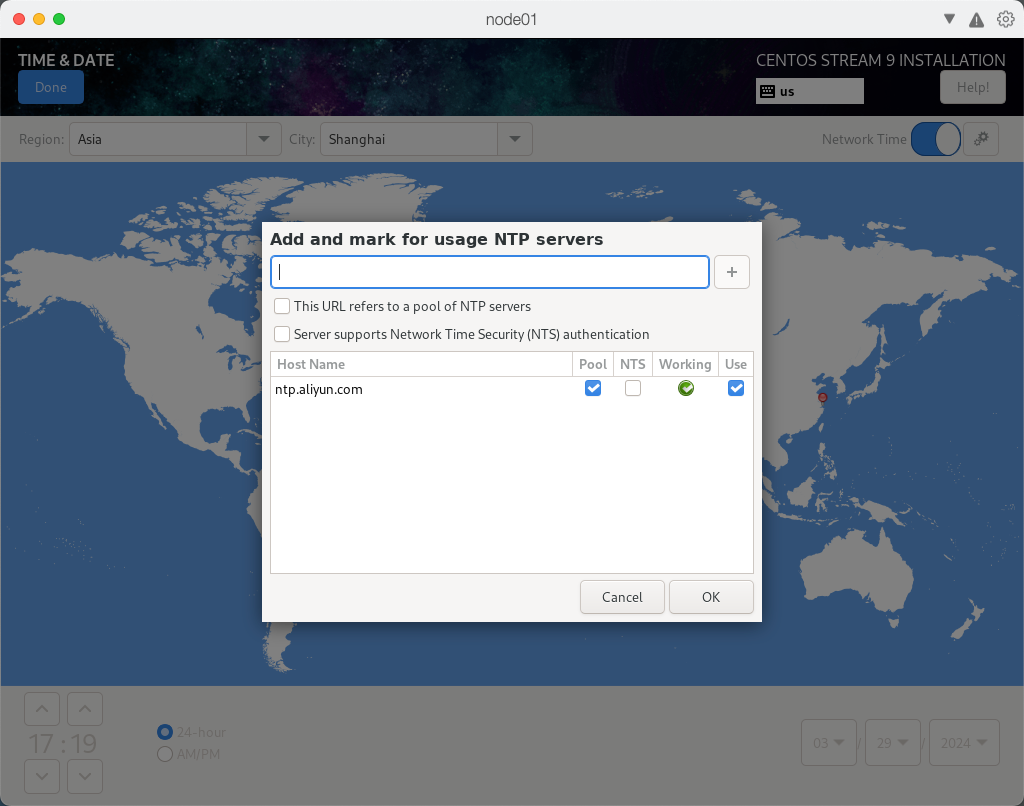 node01
TIME & DATE
CENTOS STREAM 9 INSTALLATION
Done
us
Help!
Region: Asia City: Shanghai Network Time
Add and mark for usage NTP servers
+
This URL refers to a pool of NTP servers
Server supports Network Time Security (NTS) authentication
Host Name Pool NTS Working Use
ntp.aliyun.com
Cancel OK
17 : 19
24-hour
AM/PM
03 / 29 / 2024